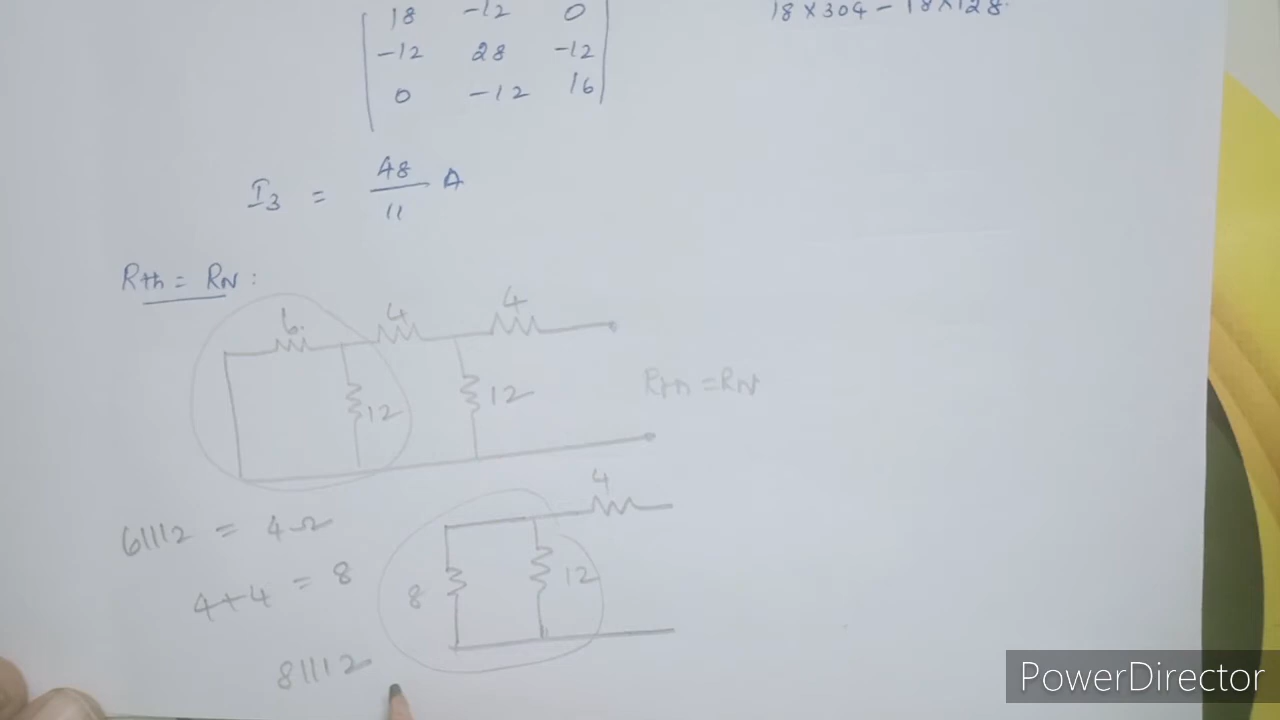 18 -12 0
18×304 - 18×128
-12 28 -12
0 -12 16
I3 = 48/11 A
Rth = RN :
6 4 4
12 12
Rth = RN
6||12 = 4Ω
4
4+4 = 8
8 12
8||12
PowerDirector